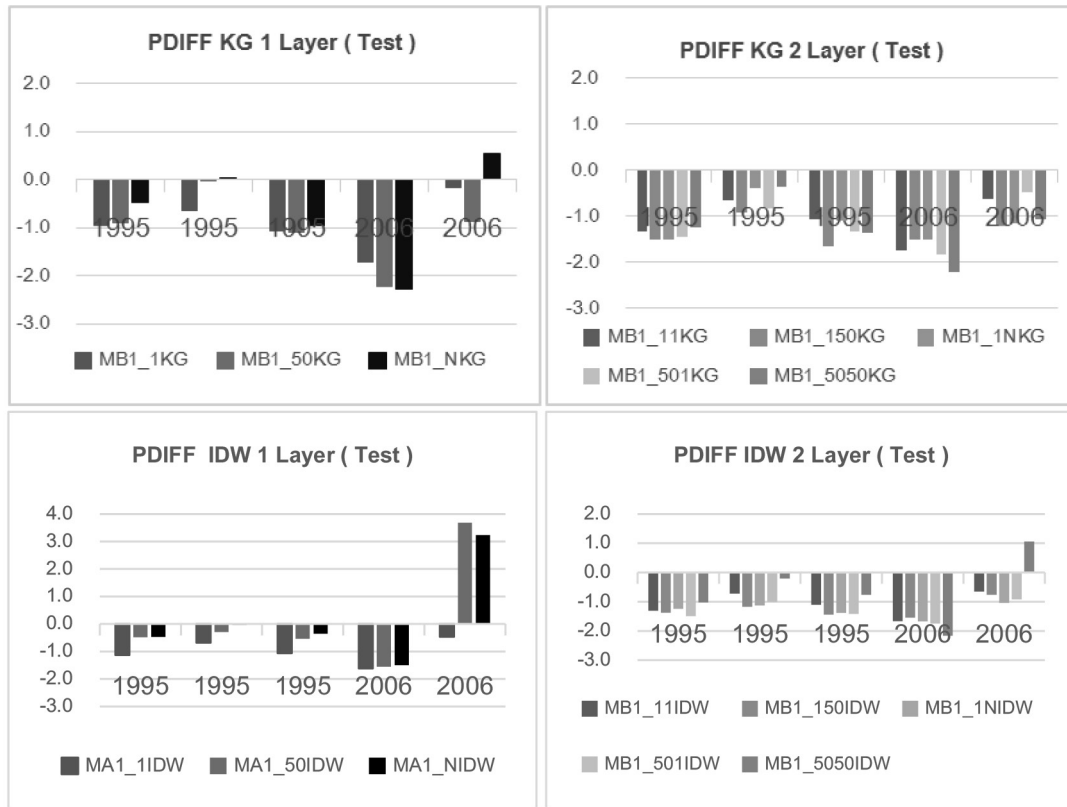 PDIFF KG 1 Layer ( Test )
2.0
1.0
0.0
-1.0
-2.0
-3.0
1995 1995 1995 2006 2006
MB1_1KG MB1_50KG MB1_NKG
PDIFF KG 2 Layer ( Test )
2.0
1.0
0.0
-1.0
-2.0
-3.0
1995 1995 1995 2006 2006
MB1_11KG MB1_150KG MB1_1NKG
MB1_501KG MB1_5050KG
PDIFF IDW 1 Layer ( Test )
4.0
3.0
2.0
1.0
0.0
-1.0
-2.0
-3.0
1995 1995 1995 2006 2006
MA1_1IDW MA1_50IDW MA1_NIDW
PDIFF IDW 2 Layer ( Test )
2.0
1.0
0.0
-1.0
-2.0
-3.0
1995 1995 1995 2006 2006
MB1_11IDW MB1_150IDW MB1_1NIDW
MB1_501IDW MB1_5050IDW